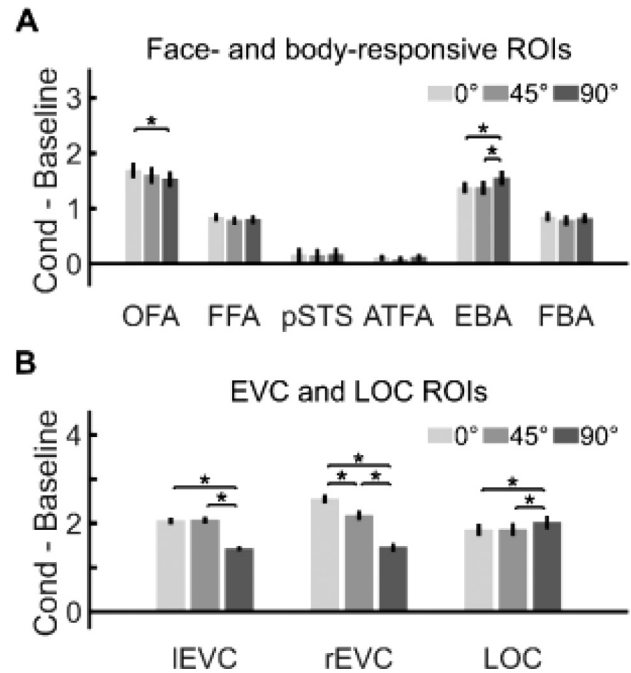 A
Face- and body-responsive ROIs
0° 45° 90°
Cond - Baseline
3
2
1
0
* * *
OFA FFA pSTS ATFA EBA FBA
B
EVC and LOC ROIs
0° 45° 90°
Cond - Baseline
4
2
0
* * * * * * *
lEVC rEVC LOC